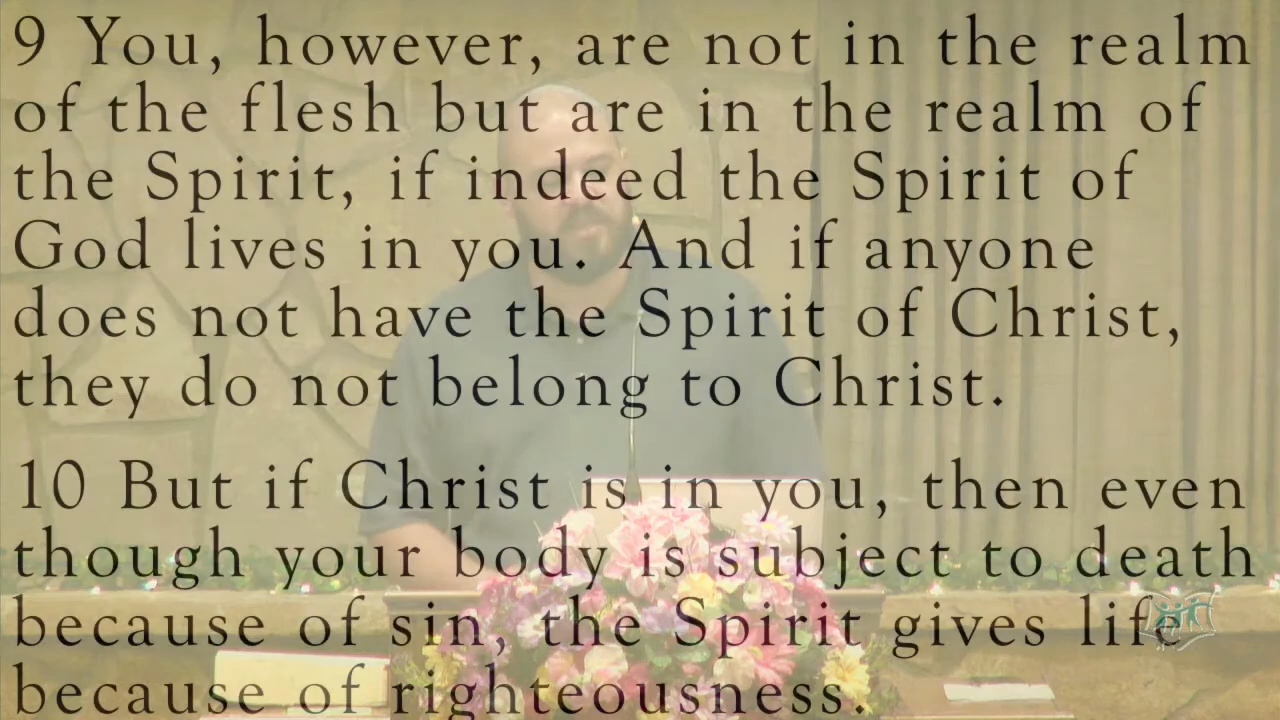 9 You, however, are not in the realm
of the flesh but are in the realm of
the Spirit, if indeed the Spirit of
God lives in you. And if anyone
does not have the Spirit of Christ,
they do not belong to Christ.
10 But if Christ is in you, then even
though your body is subject to death
because of sin, the Spirit gives life
because of righteousness.